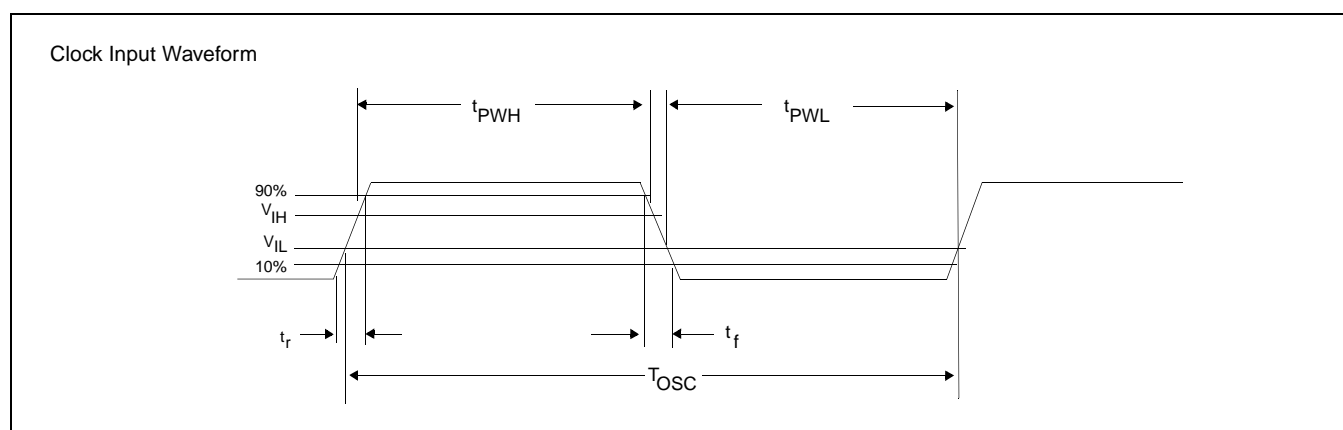 Clock Input Waveform
tPWH
tPWL
90%
VIH
VIL
10%
tr
tf
TOSC